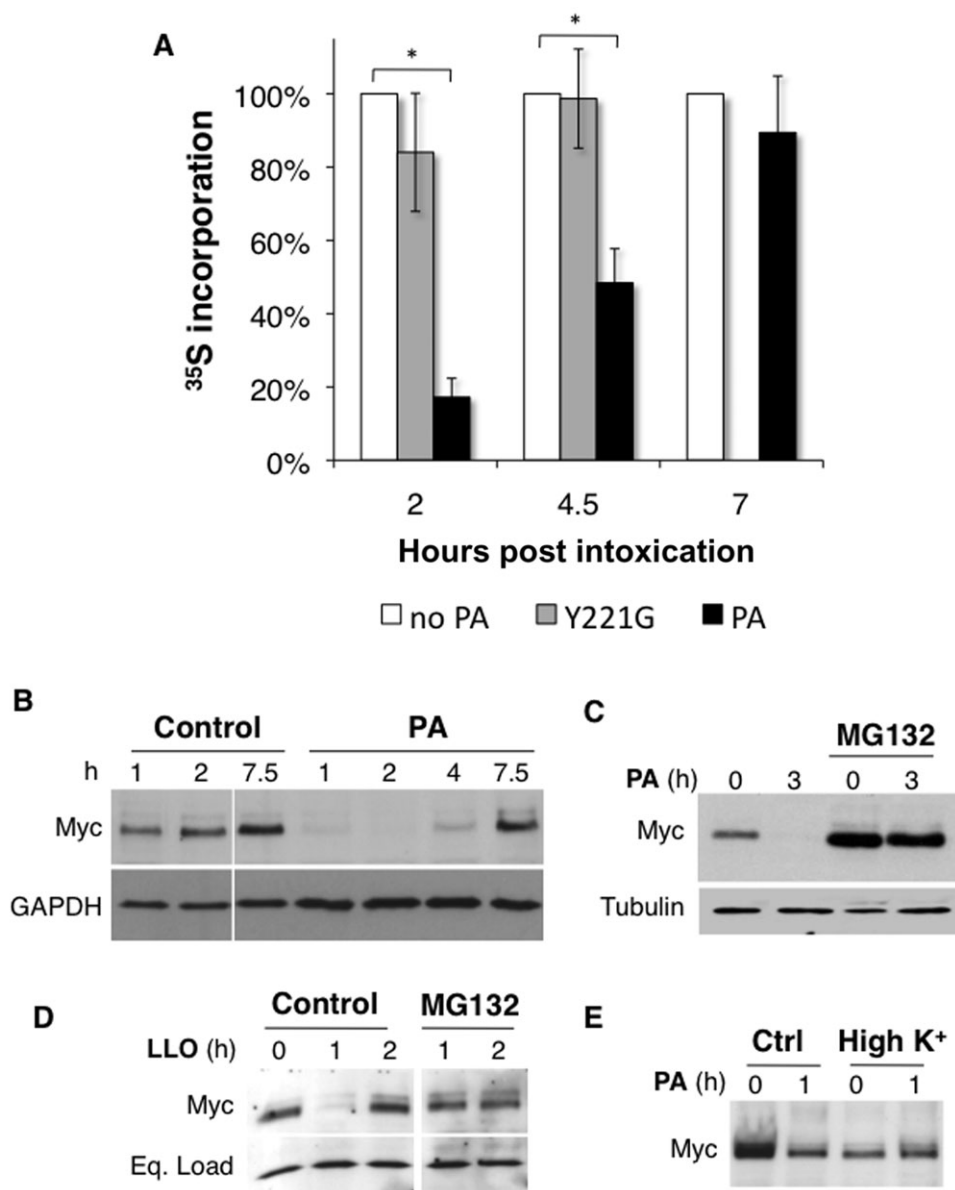 A
* *
100%
80%
60%
40%
20%
0%
³⁵S incorporation
2 4.5 7
Hours post intoxication
no PA Y221G PA
B
Control PA
h 1 2 7.5 1 2 4 7.5
Myc
GAPDH
C
MG132
PA (h) 0 3 0 3
Myc
Tubulin
D
Control MG132
LLO (h) 0 1 2 1 2
Myc
Eq. Load
E
Ctrl High K⁺
PA (h) 0 1 0 1
Myc